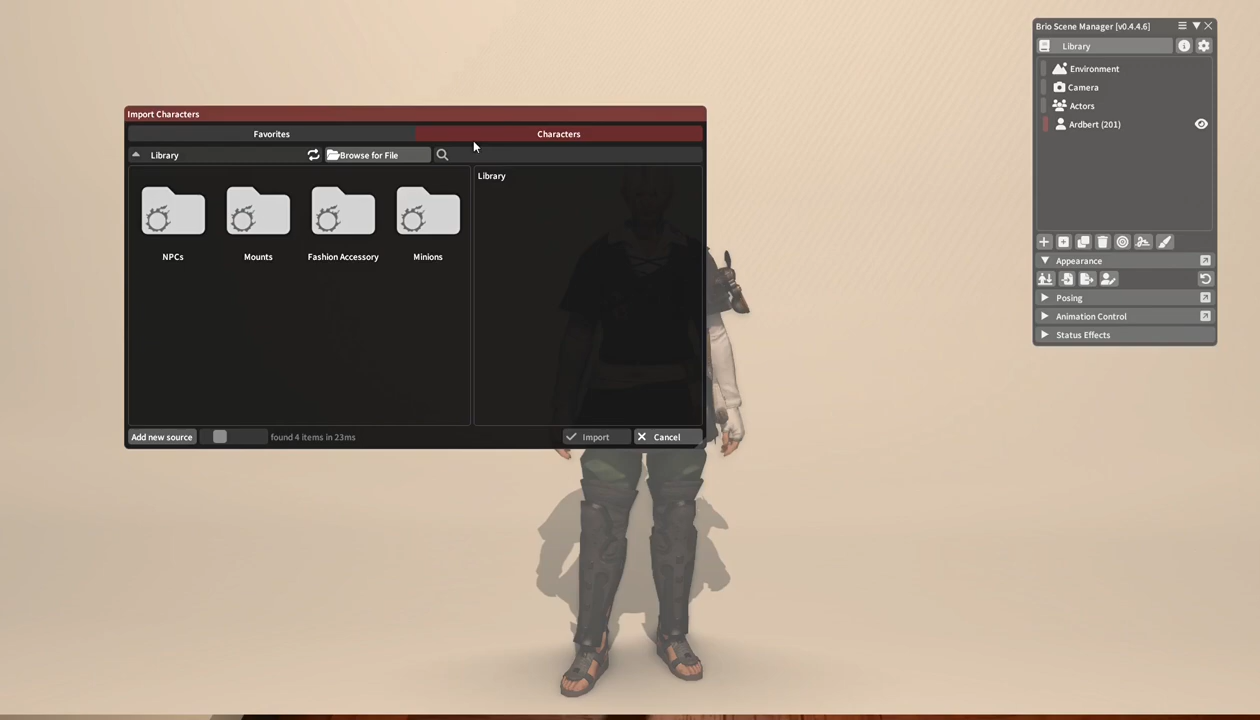 Brio Scene Manager [v0.4.4.6]
Library
Environment
Camera
Actors
Ardbert (201)
Appearance
Posing
Animation Control
Status Effects
Import Characters
Favorites
Characters
Library
Browse for File
Library
NPCs
Mounts
Fashion Accessory
Minions
Add new source
found 4 items in 23ms
Import
Cancel